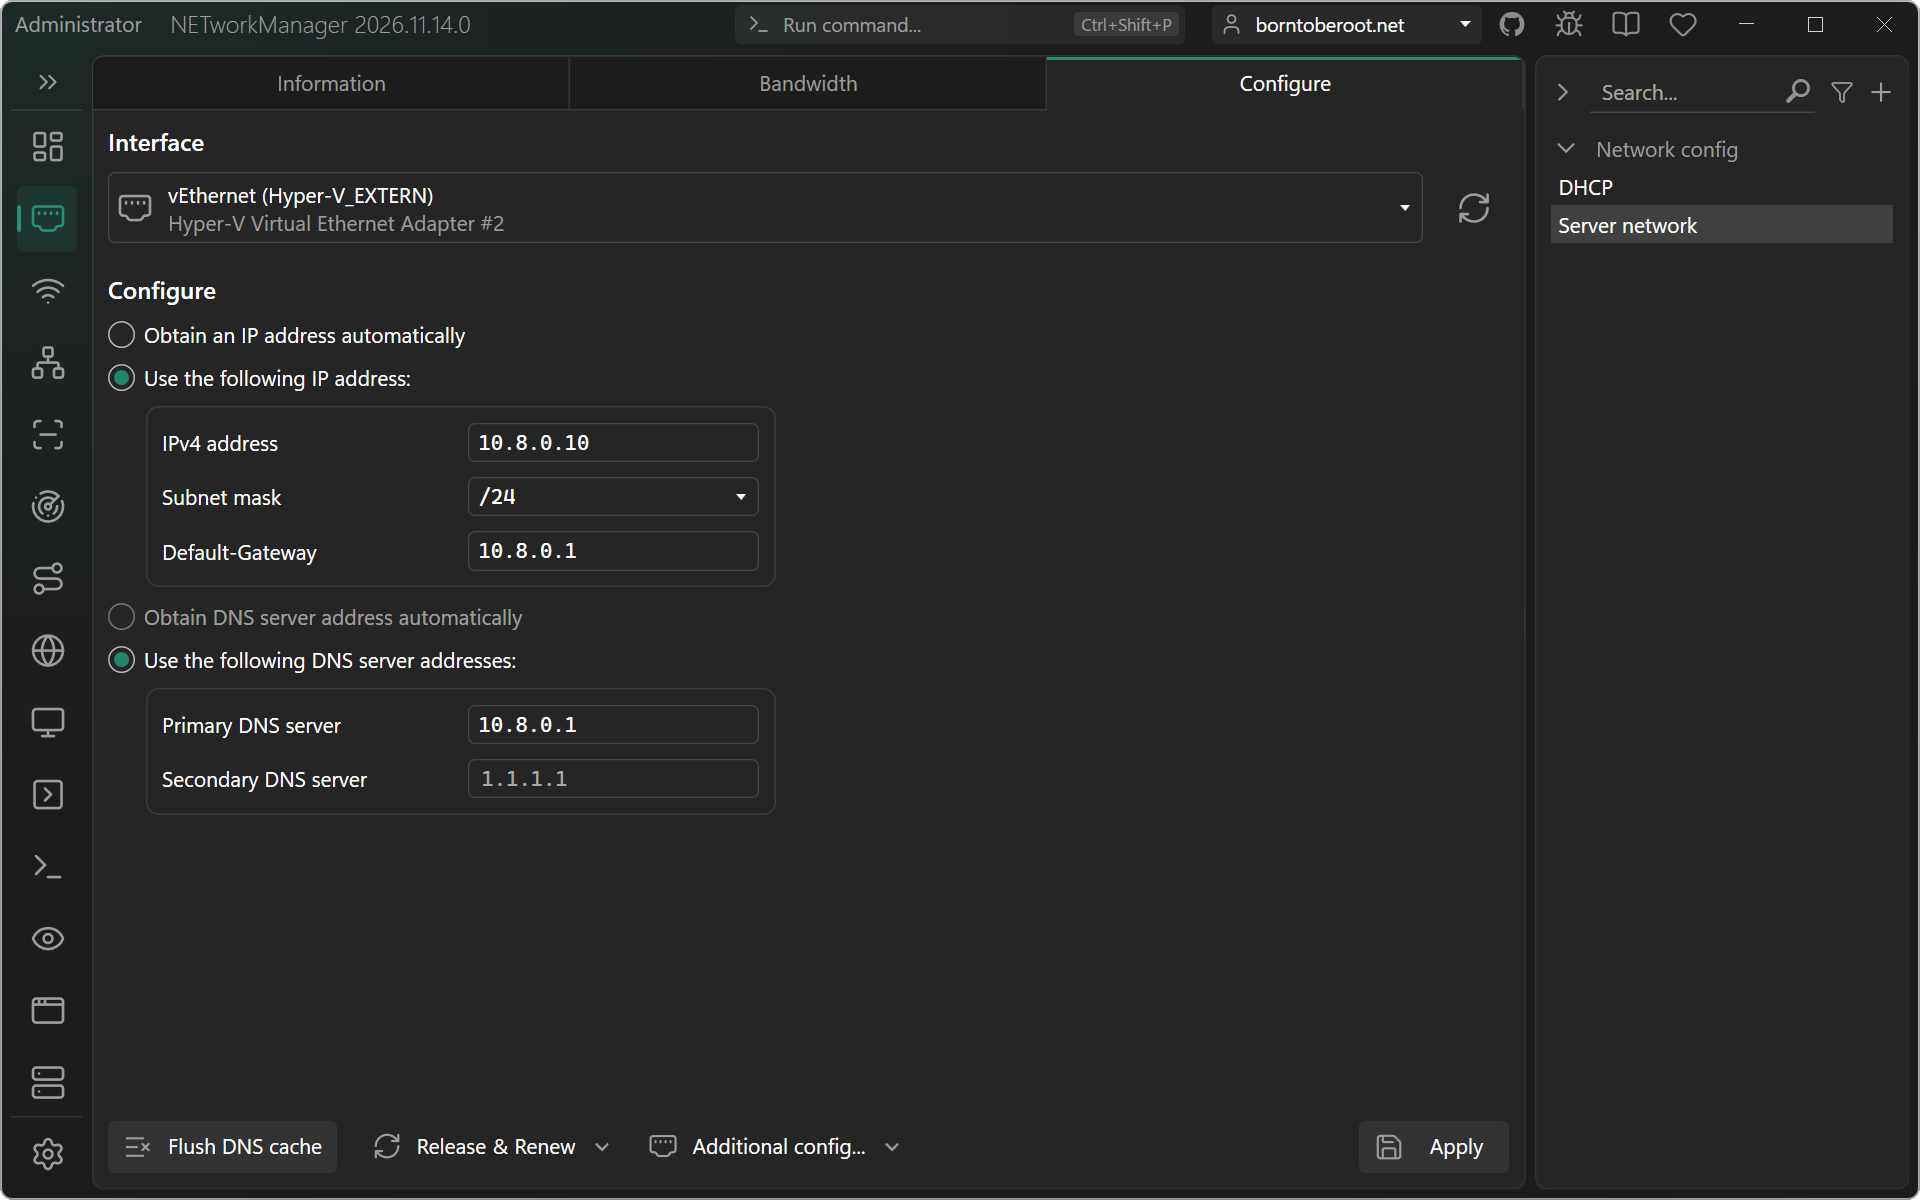 Administrator NETworkManager 2026.11.14.0 Run command... Ctrl+Shift+P borntoberoot.net
Information Bandwidth Configure
Interface
vEthernet (Hyper-V_EXTERN)
Hyper-V Virtual Ethernet Adapter #2
Configure
Obtain an IP address automatically
Use the following IP address:
IPv4 address 10.8.0.10
Subnet mask /24
Default-Gateway 10.8.0.1
Obtain DNS server address automatically
Use the following DNS server addresses:
Primary DNS server 10.8.0.1
Secondary DNS server 1.1.1.1
Flush DNS cache Release & Renew Additional config... Apply
Search...
Network config
DHCP
Server network